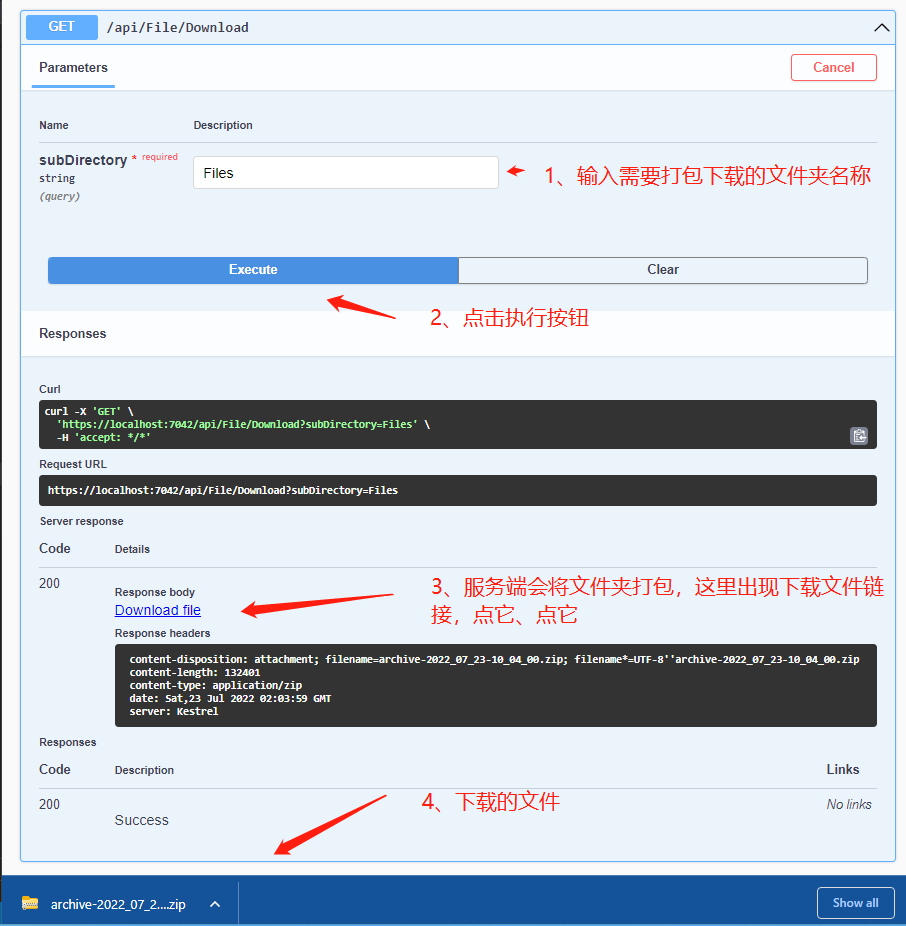 GET /api/File/Download
Parameters
Cancel
Name Description
subDirectory * required
string
(query)
Files
1、输入需要打包下载的文件夹名称
Execute Clear
2、点击执行按钮
Responses
Curl
curl -X 'GET' \
'https://localhost:7042/api/File/Download?subDirectory=Files' \
-H 'accept: */*'
Request URL
https://localhost:7042/api/File/Download?subDirectory=Files
Server response
Code Details
200
Response body
Download file
3、服务端会将文件夹打包，这里出现下载文件链
接，点它、点它
Response headers
content-disposition: attachment; filename=archive-2022_07_23-10_04_00.zip; filename*=UTF-8''archive-2022_07_23-10_04_00.zip
content-length: 132401
content-type: application/zip
date: Sat,23 Jul 2022 02:03:59 GMT
server: Kestrel
Responses
Code Description Links
200 No links
Success
4、下载的文件
archive-2022_07_2....zip
Show all